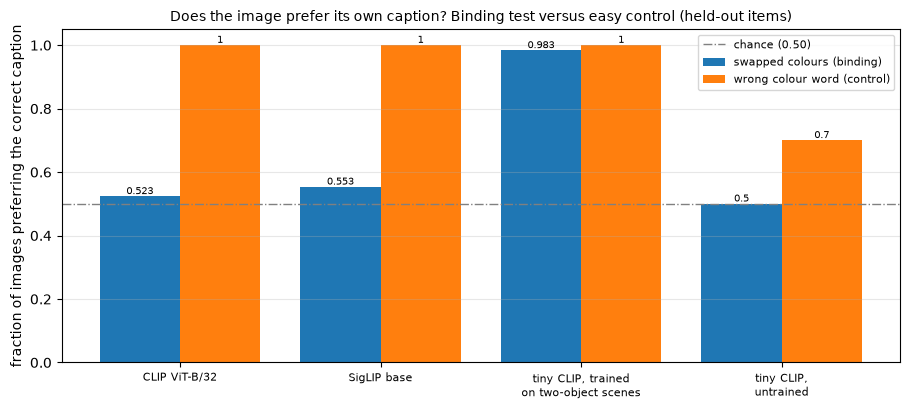 Does the image prefer its own caption? Binding test versus easy control (held-out items)
fraction of images preferring the correct caption
1.0
0.8
0.6
0.4
0.2
0.0
0.523
1
0.553
1
0.983
1
0.5
0.7
chance (0.50)
swapped colours (binding)
wrong colour word (control)
CLIP ViT-B/32
SigLIP base
tiny CLIP, trained
on two-object scenes
tiny CLIP,
untrained